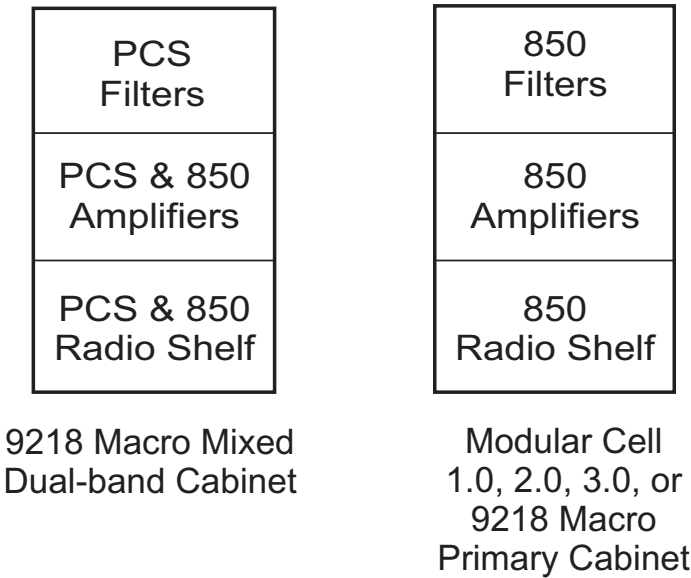 PCS
Filters
PCS & 850
Amplifiers
PCS & 850
Radio Shelf
9218 Macro Mixed
Dual-band Cabinet
850
Filters
850
Amplifiers
850
Radio Shelf
Modular Cell
1.0, 2.0, 3.0, or
9218 Macro
Primary Cabinet